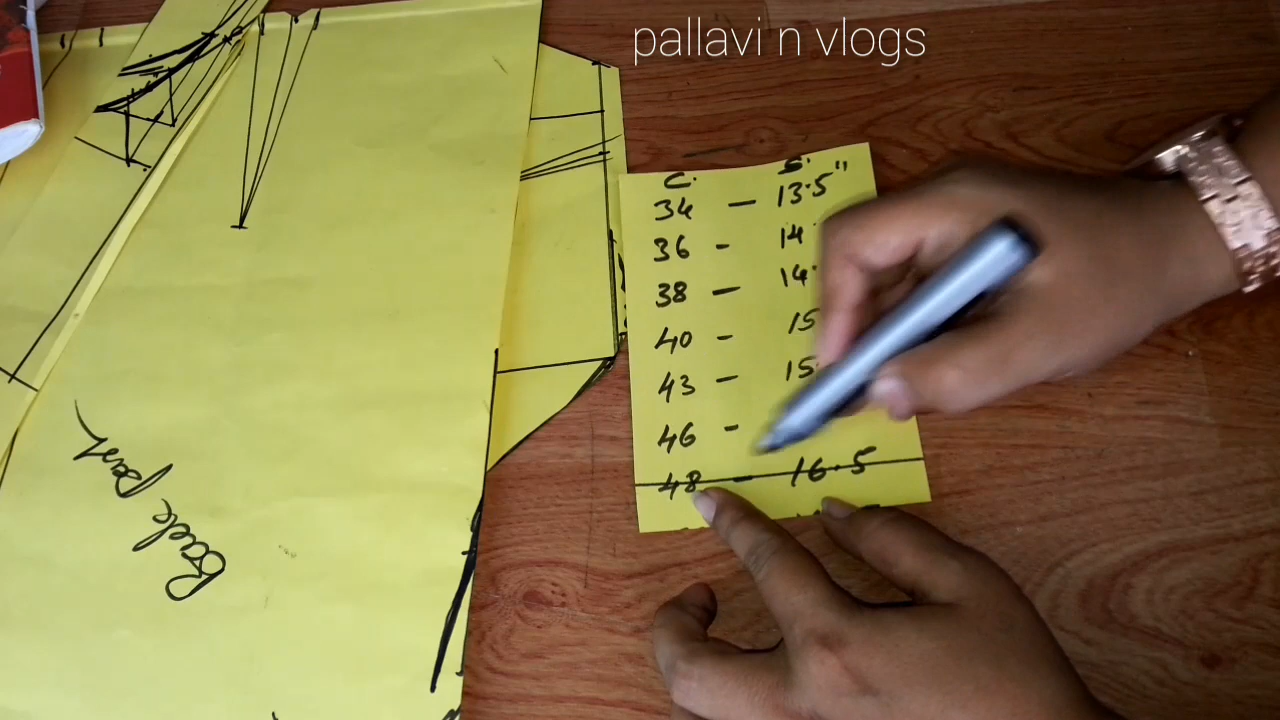 pallavi n vlogs
C. S.
34 — 13.5"
36 - 14
38 — 14.
40 - 15
43 - 15.
46 -
48 - 16.5
Back part